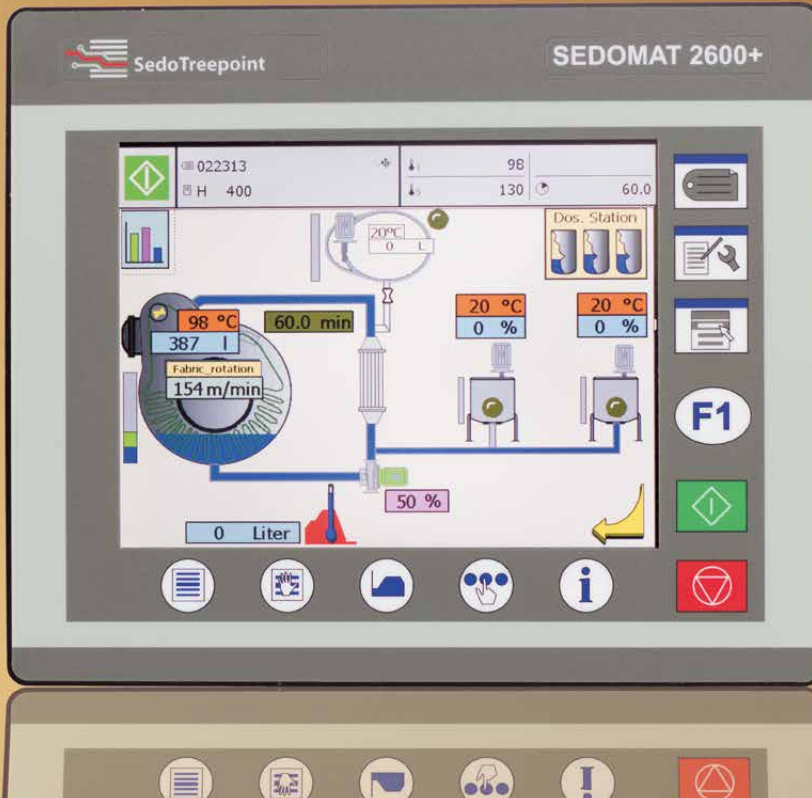 SedoTreepoint
SEDOMAT 2600+
022313
H 400
98
130
60.0
20°C
0 L
Dos. Station
98 °C
387 l
60.0 min
20 °C
0 %
20 °C
0 %
Fabric_rotation
154 m/min
50 %
0 Liter
F1
i